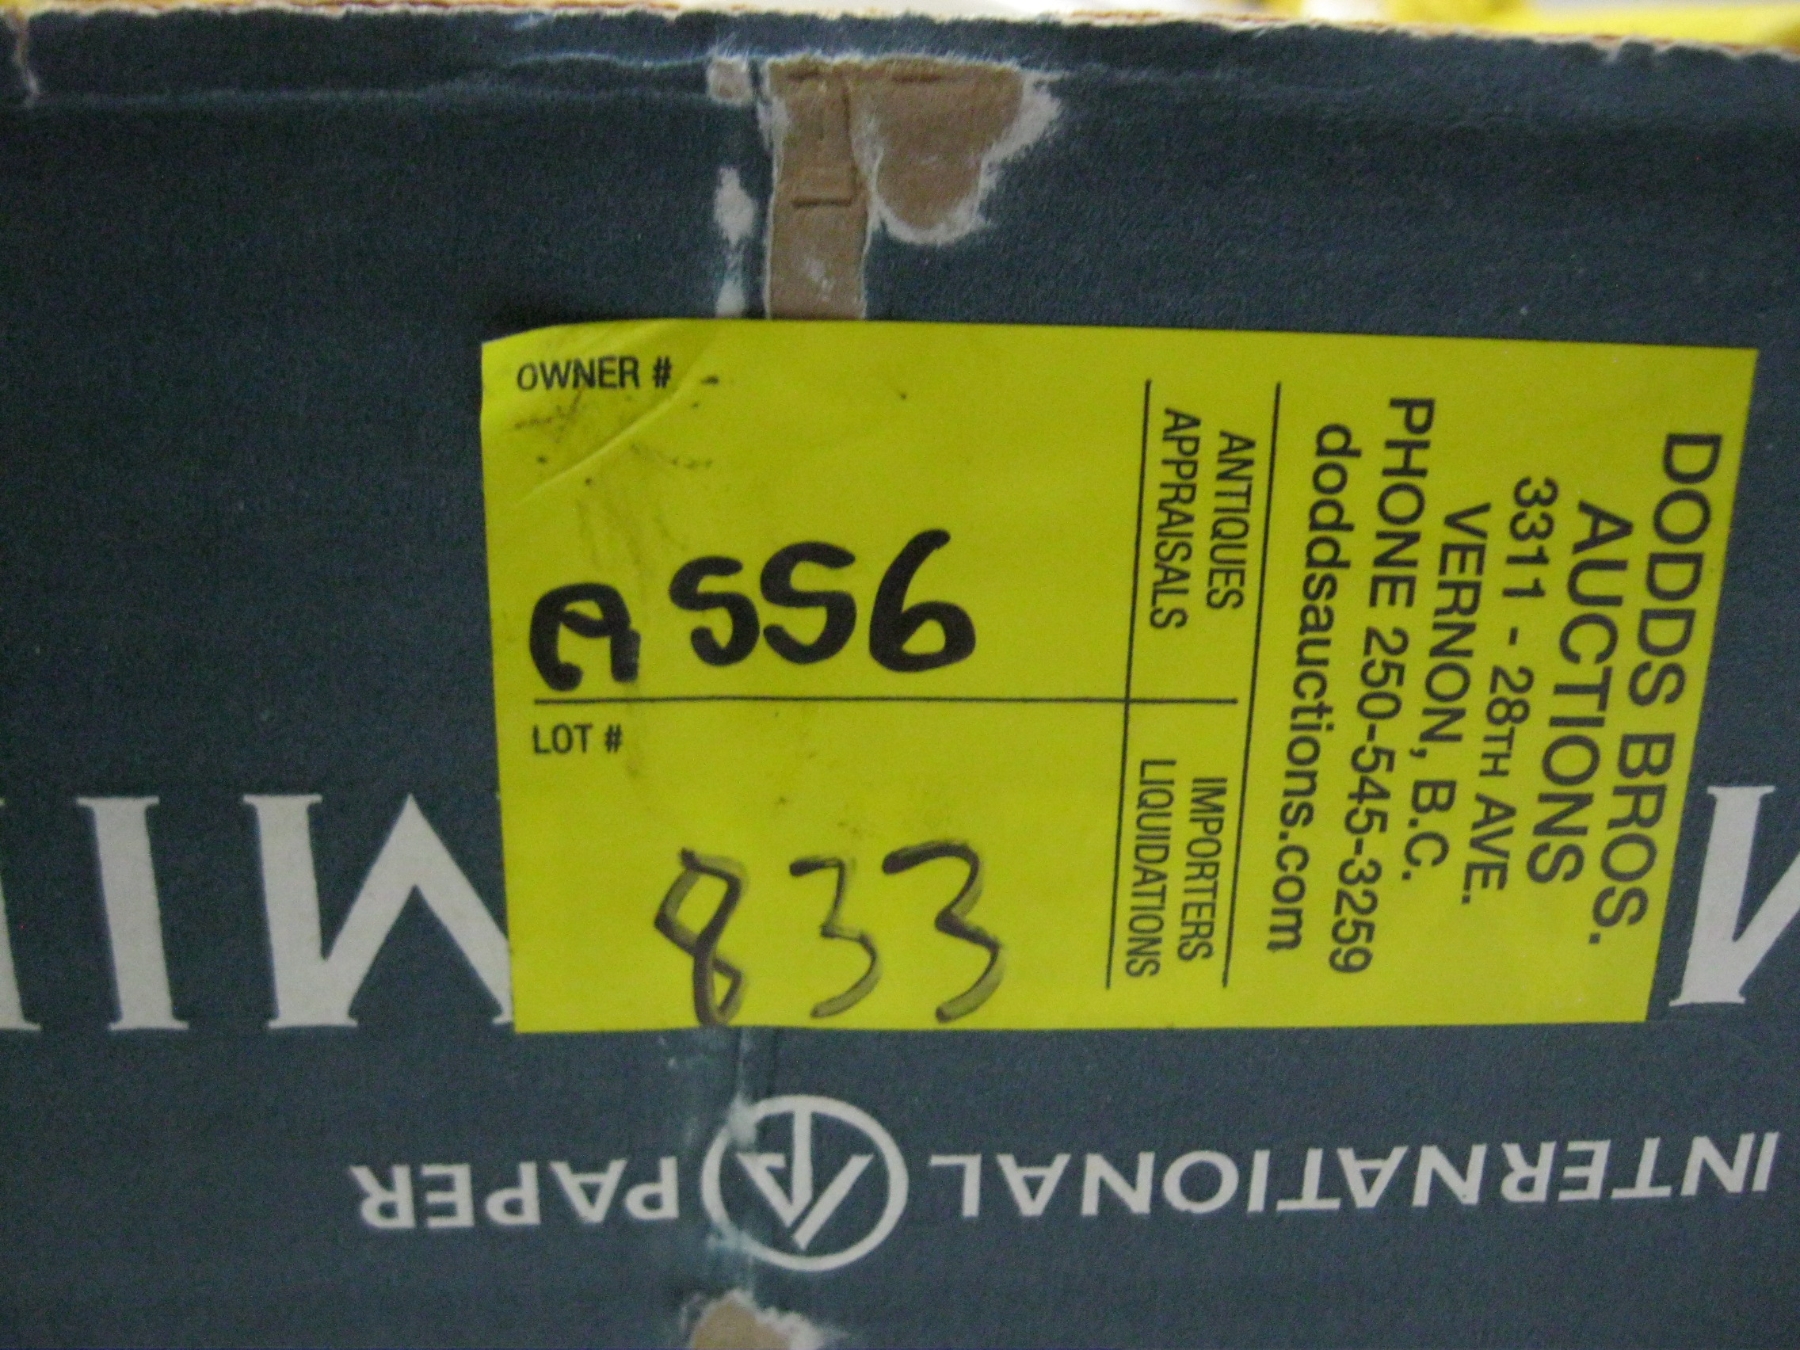 OWNER #
556
LOT #
833
DODDS BROS.
AUCTIONS
3311 - 28TH AVE.
VERNON, B.C.
PHONE 250-545-3259
doddsauctions.com
ANTIQUES
APPRAISALS
IMPORTERS
LIQUIDATIONS
INTERNATIONAL PAPER